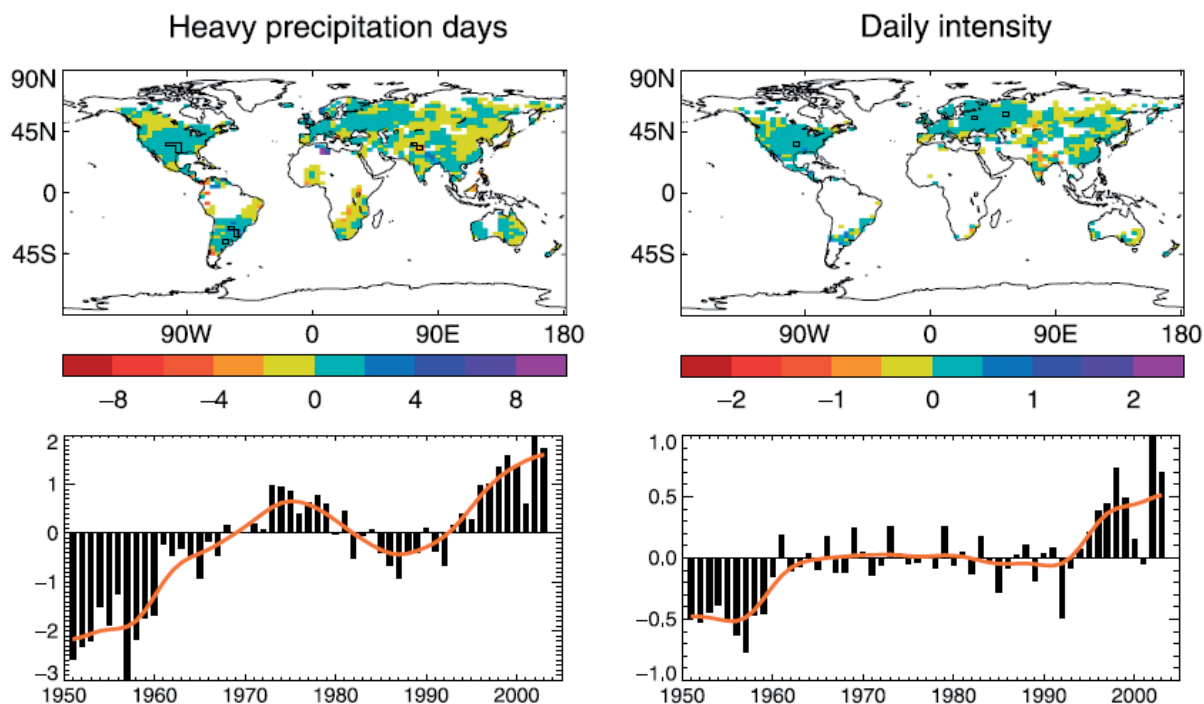 Heavy precipitation days
90N
45N
0
45S
90W 0 90E 180
−8 −4 0 4 8
2
1
0
−1
−2
−3
1950 1960 1970 1980 1990 2000
Daily intensity
90N
45N
0
45S
90W 0 90E 180
−2 −1 0 1 2
1.0
0.5
0.0
−0.5
−1.0
1950 1960 1970 1980 1990 2000